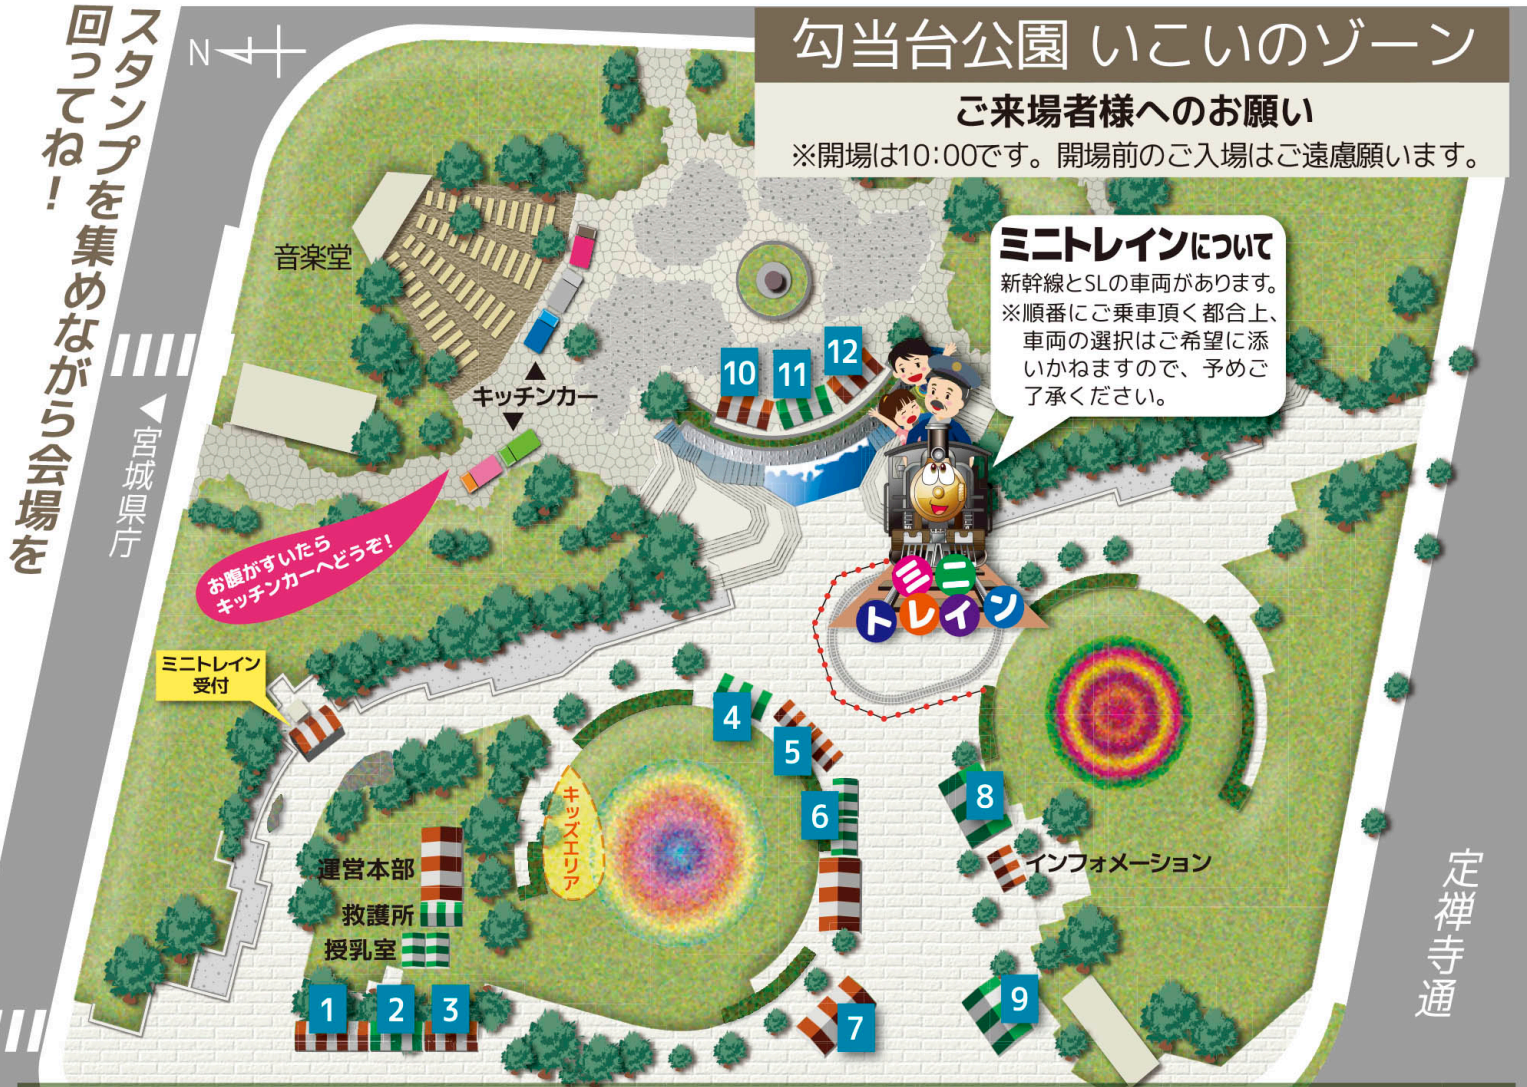 勾当台公園 いこいのゾーン
ご来場者様へのお願い
※開場は10：00です。開場前のご入場はご遠慮願います。
スタンプを集めながら会場を
回ってね！
N
音楽堂
キッチンカー
お腹がすいたら
キッチンカーへどうぞ！
◀宮城県庁
ミニトレインについて
新幹線とSLの車両があります。
※順番にご乗車頂く都合上、
車両の選択はご希望に添
いかねますので、予めご
了承ください。
10
11
12
ミニ
トレイン
ミニトレイン
受付
4
5
6
8
キッズエリア
インフォメーション
運営本部
救護所
授乳室
1
2
3
7
9
定禅寺通